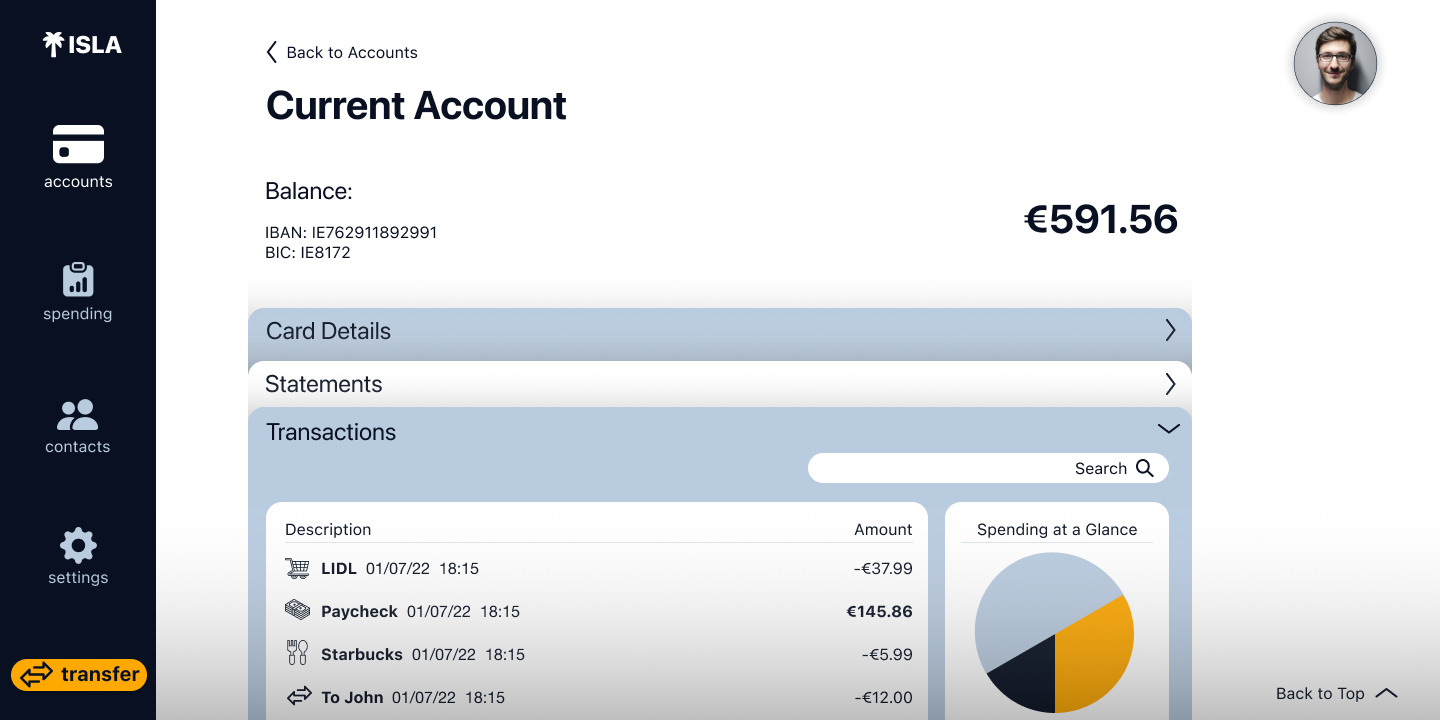 ISLA
accounts
spending
contacts
settings
transfer
Back to Accounts
Current Account
Balance:
€591.56
IBAN: IE762911892991
BIC: IE8172
Card Details
Statements
Transactions
Search
Description Amount
LIDL 01/07/22 18:15 -€37.99
Paycheck 01/07/22 18:15 €145.86
Starbucks 01/07/22 18:15 -€5.99
To John 01/07/22 18:15 -€12.00
Spending at a Glance
Back to Top